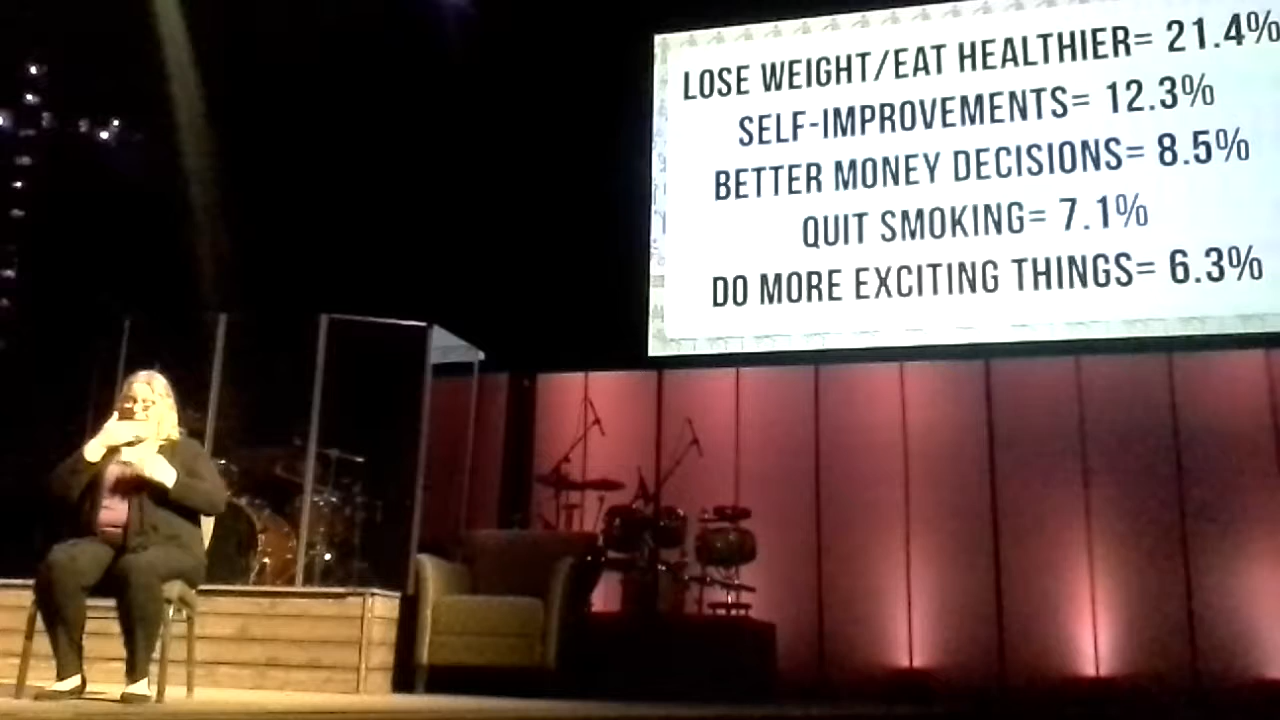 LOSE WEIGHT/EAT HEALTHIER= 21.4%
SELF-IMPROVEMENTS= 12.3%
BETTER MONEY DECISIONS= 8.5%
QUIT SMOKING= 7.1%
DO MORE EXCITING THINGS= 6.3%